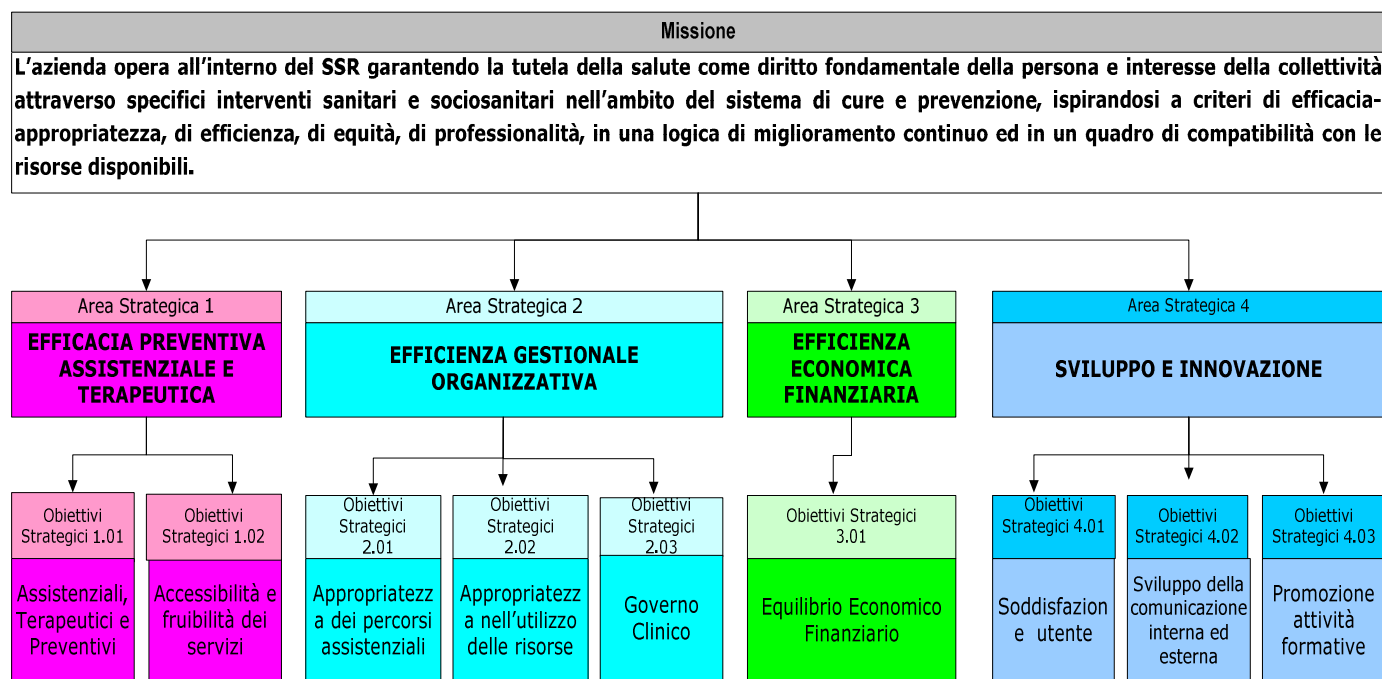 Missione
L’azienda opera all’interno del SSR garantendo la tutela della salute come diritto fondamentale della persona e interesse della collettività
attraverso specifici interventi sanitari e sociosanitari nell’ambito del sistema di cure e prevenzione, ispirandosi a criteri di efficacia-
appropriatezza, di efficienza, di equità, di professionalità, in una logica di miglioramento continuo ed in un quadro di compatibilità con le
risorse disponibili.
Area Strategica 1
EFFICACIA PREVENTIVA
ASSISTENZIALE E
TERAPEUTICA
Area Strategica 2
EFFICIENZA GESTIONALE
ORGANIZZATIVA
Area Strategica 3
EFFICIENZA
ECONOMICA
FINANZIARIA
Area Strategica 4
SVILUPPO E INNOVAZIONE
Obiettivi
Strategici 1.01
Assistenziali,
Terapeutici e
Preventivi
Obiettivi
Strategici 1.02
Accessibilità e
fruibilità dei
servizi
Obiettivi
Strategici
2.01
Appropriatezz
a dei percorsi
assistenziali
Obiettivi
Strategici
2.02
Appropriatezz
a nell’utilizzo
delle risorse
Obiettivi
Strategici
2.03
Governo
Clinico
Obiettivi Strategici
3.01
Equilibrio Economico
Finanziario
Obiettivi
Strategici 4.01
Soddisfazion
e utente
Obiettivi
Strategici 4.02
Sviluppo della
comunicazione
interna ed
esterna
Obiettivi
Strategici 4.03
Promozione
attività
formative